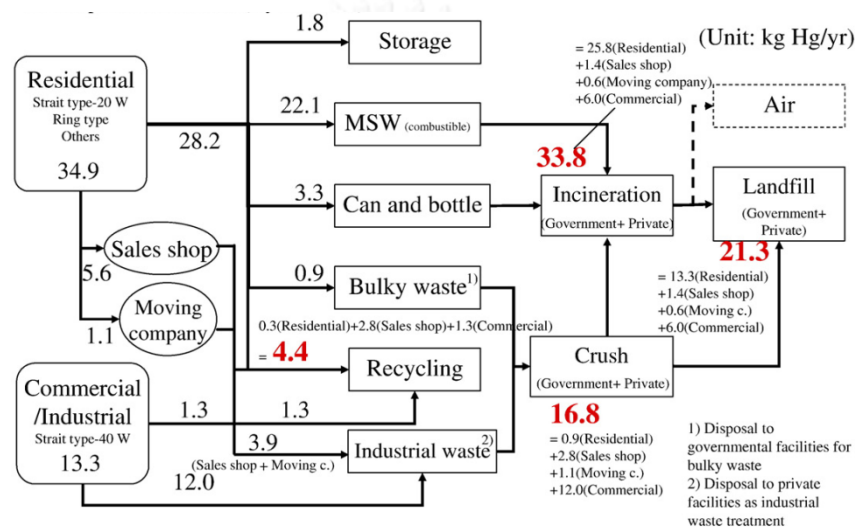 Residential
Strait type-20 W
Ring type
Others
34.9
28.2
1.8
Storage
22.1
MSW (combustible)
3.3
Can and bottle
0.9
Bulky waste1)
Sales shop
5.6
Moving
company
1.1
0.3(Residential)+2.8(Sales shop)+1.3(Commercial)
= 4.4
Recycling
Commercial
/Industrial
Strait type-40 W
13.3
1.3
1.3
3.9
(Sales shop + Moving c.)
12.0
Industrial waste2)
= 25.8(Residential)
+1.4(Sales shop)
+0.6(Moving company)
+6.0(Commercial)
33.8
Incineration
(Government+ Private)
(Unit: kg Hg/yr)
Air
Landfill
(Government+
Private)
21.3
= 13.3(Residential)
+1.4(Sales shop)
+0.6(Moving c.)
+6.0(Commercial)
Crush
(Government+ Private)
16.8
= 0.9(Residential)
+2.8(Sales shop)
+1.1(Moving c.)
+12.0(Commercial)
1) Disposal to
governmental facilities for
bulky waste
2) Disposal to private
facilities as industrial
waste treatment